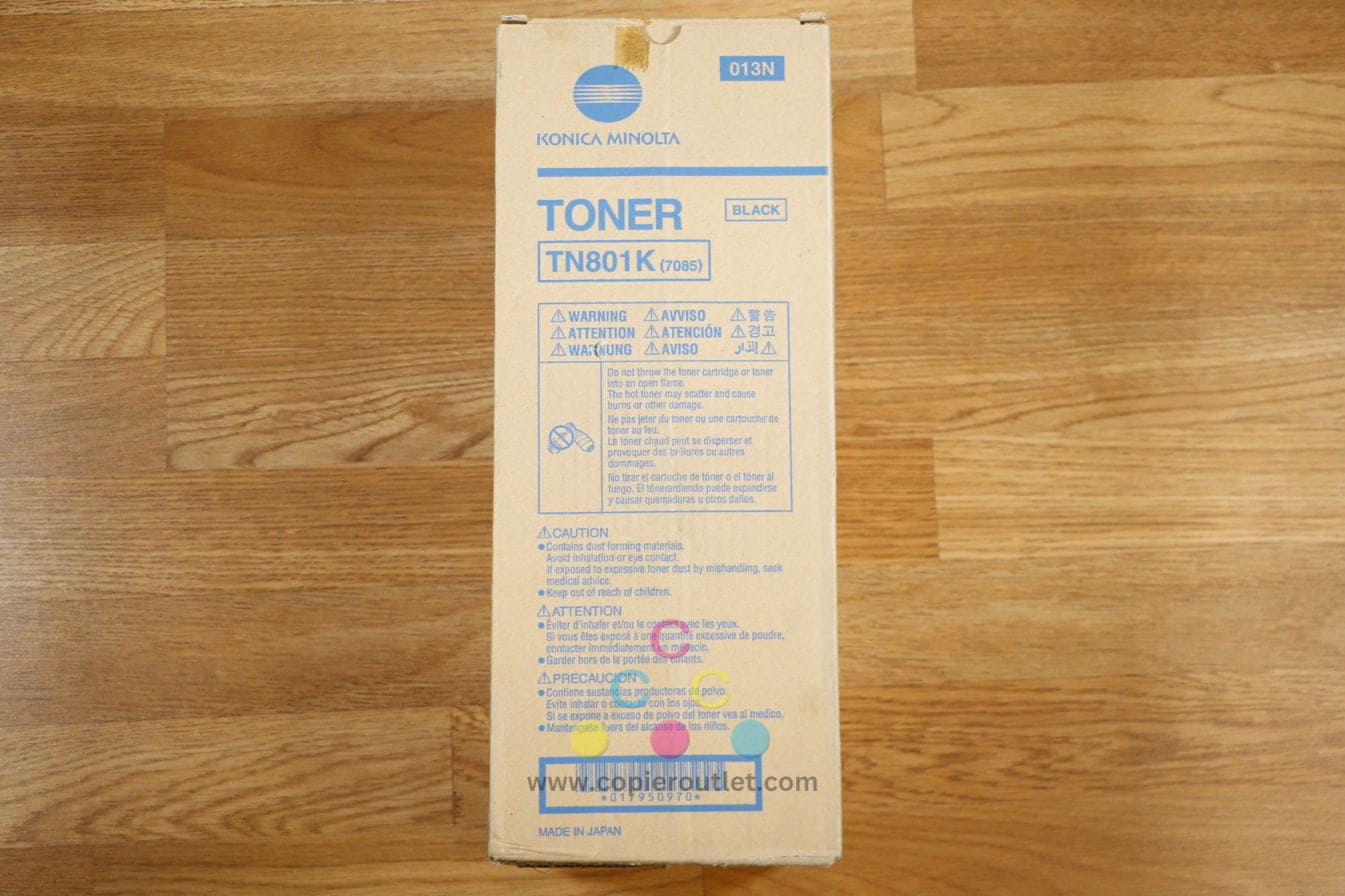 013N
KONICA MINOLTA
TONER
BLACK
TN801K (7085)
⚠WARNING ⚠AVVISO ⚠警告
⚠ATTENTION ⚠ATENCIÓN ⚠경고
⚠WARNUNG ⚠AVISO ⚠إنذار
Do not throw the toner cartridge or toner
into an open flame.
The hot toner may scatter and cause
burns or other damage.
Ne pas jeter du toner ou une cartouche de
toner au feu.
Le toner chaud peut se disperser et
provoquer des brûlures ou autres
dommages.
No tirar el cartucho de tóner o el tóner al
fuego. El tónerardiendo puede expandirse
y causar quemaduras u otros daños.
⚠CAUTION
●Contains dust forming materials.
Avoid inhalation or eye contact.
If exposed to excessive toner dust by mishandling, seek
medical advice.
●Keep out of reach of children.
⚠ATTENTION
●Éviter d'inhaler et/ou le contact avec les yeux.
Si vous êtes exposé à une quantité excessive de poudre,
contacter immédiatement un médecin.
●Garder hors de la portée des enfants.
⚠PRECAUCION
●Contiene sustancias productoras de polvo.
Evite inhalar o contacto con los ojos.
Si se expone a exceso de polvo del toner vea al medico.
●Mantengase fuera del alcanse de los niños.
C
C C
www.copieroutlet.com
*017950970*
MADE IN JAPAN